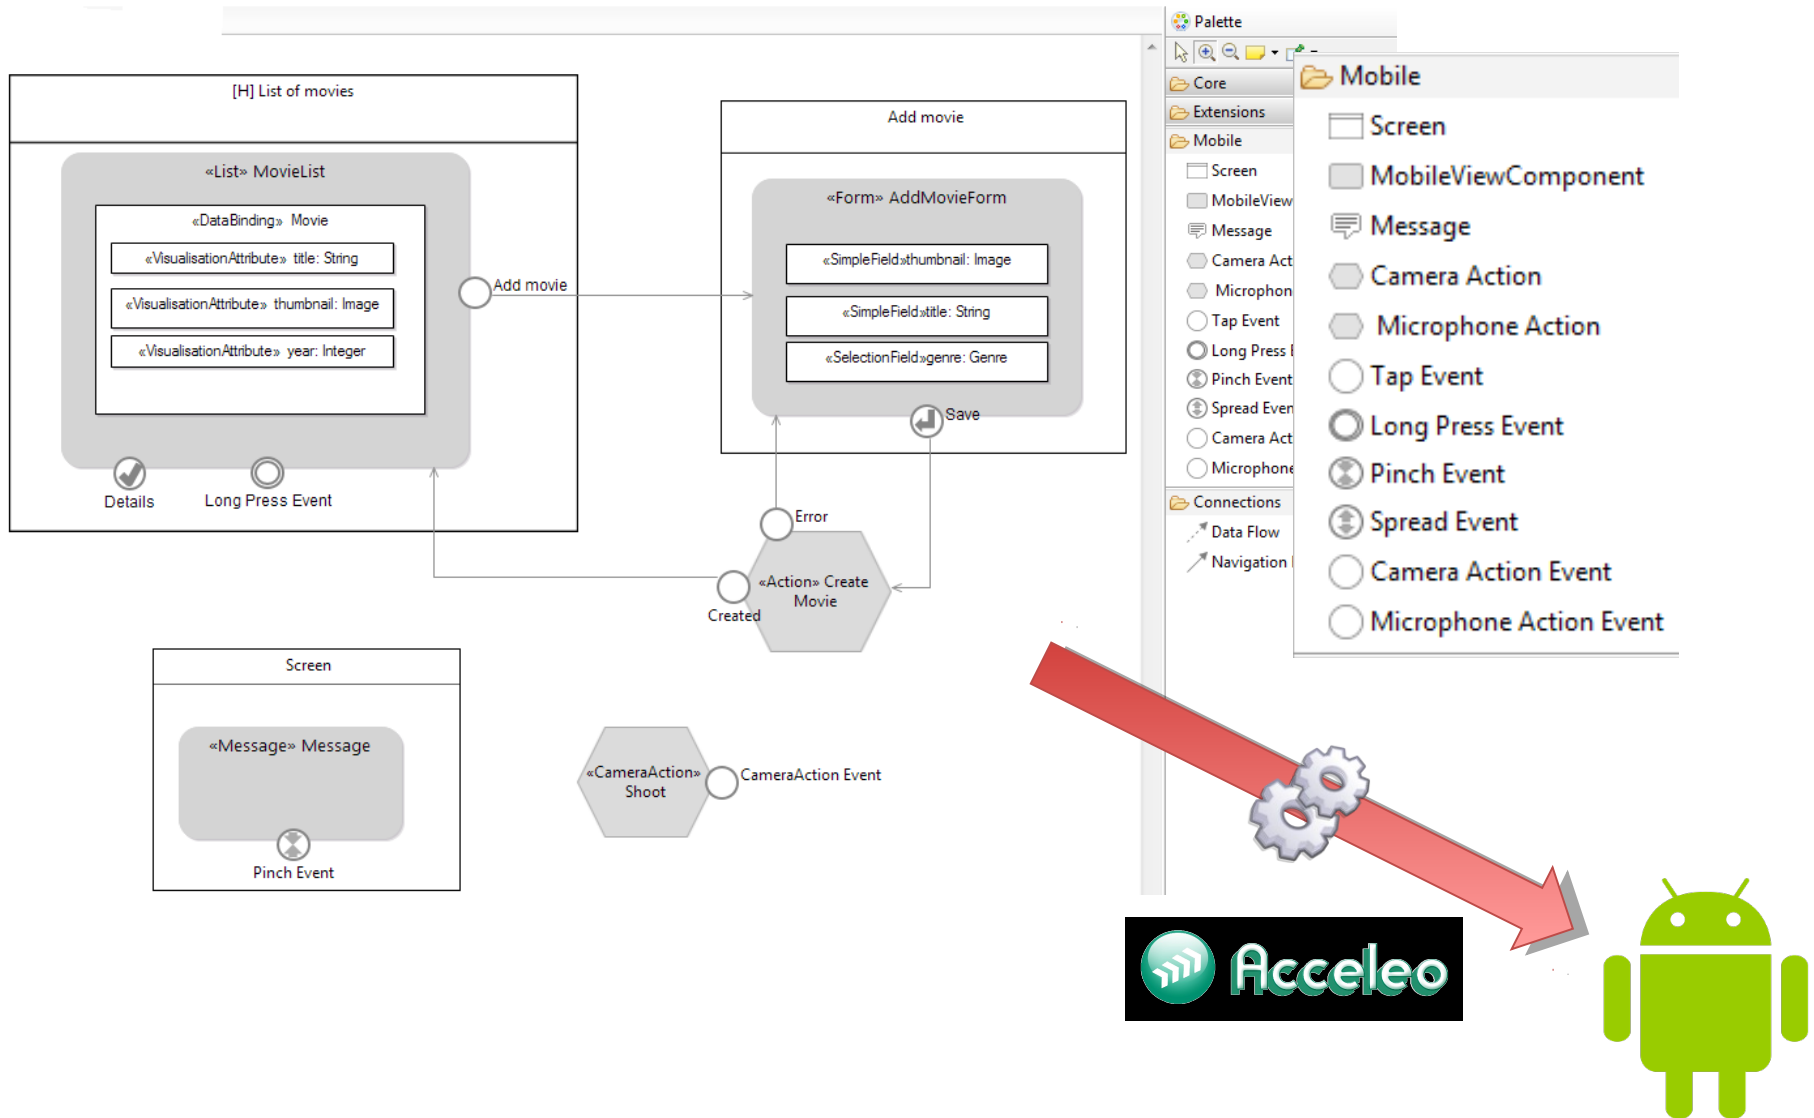 [H] List of movies
«List» MovieList
«DataBinding»  Movie
«VisualisationAttribute»  title: String
«VisualisationAttribute»  thumbnail: Image
«VisualisationAttribute»  year: Integer
Details
Long Press Event
Add movie
Add movie
«Form» AddMovieForm
«SimpleField»thumbnail: Image
«SimpleField»title: String
«SelectionField»genre: Genre
Save
Error
«Action» Create
Movie
Created
Screen
«Message» Message
Pinch Event
«CameraAction»
Shoot
CameraAction Event
Palette
Core
Extensions
Mobile
Screen
MobileView
Message
Camera Act
Microphon
Tap Event
Long Press E
Pinch Event
Spread Even
Camera Act
Microphone
Connections
Data Flow
Navigation
Mobile
Screen
MobileViewComponent
Message
Camera Action
Microphone Action
Tap Event
Long Press Event
Pinch Event
Spread Event
Camera Action Event
Microphone Action Event
Acceleo